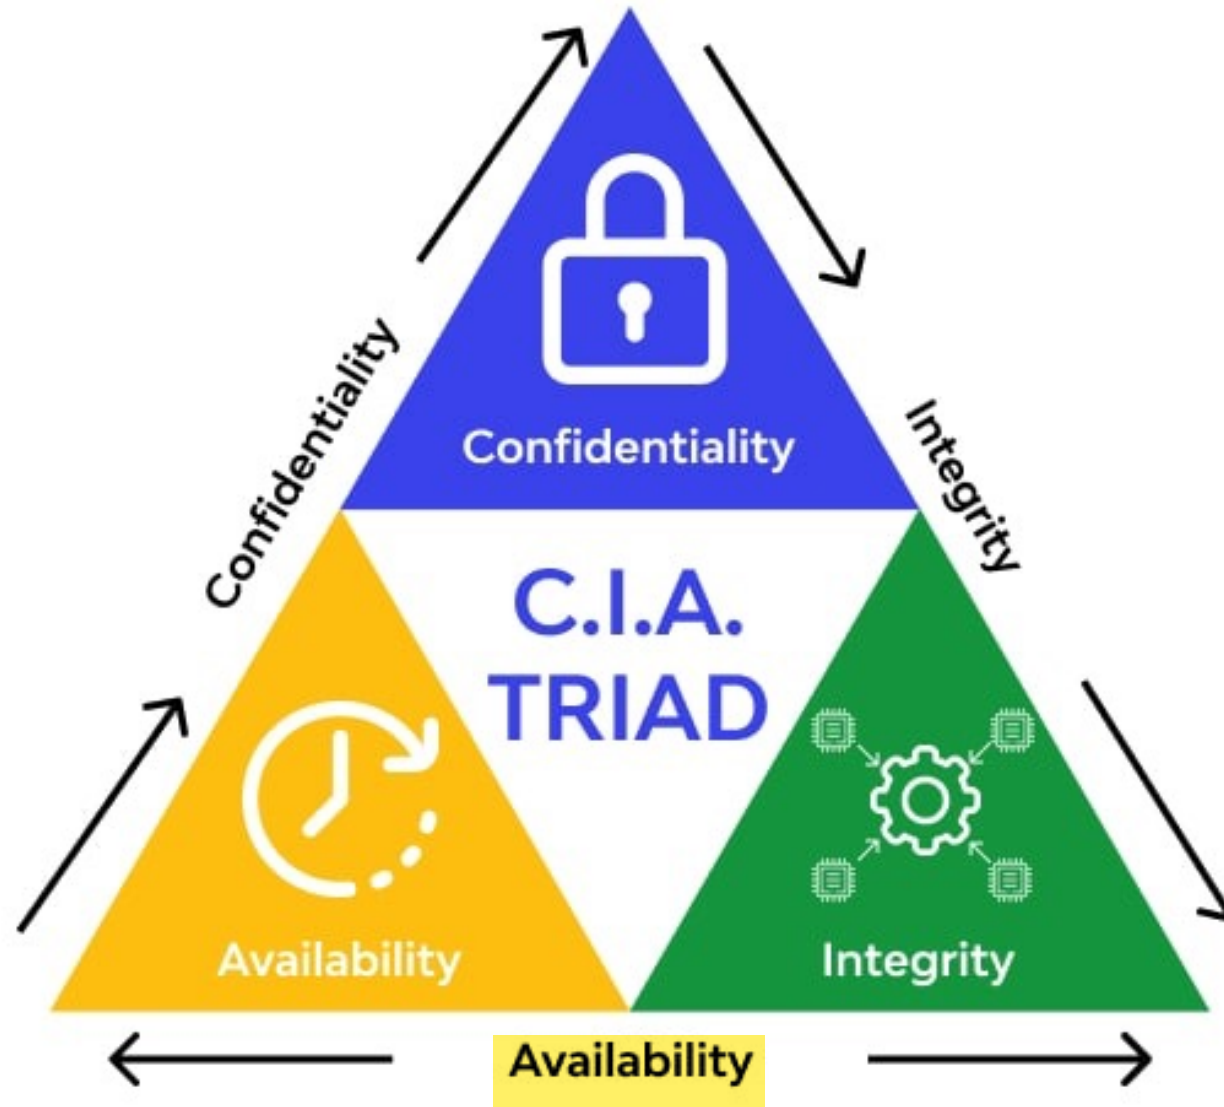 Confidentiality
Confidentiality
Integrity
C.I.A.
TRIAD
Availability
Integrity
Availability